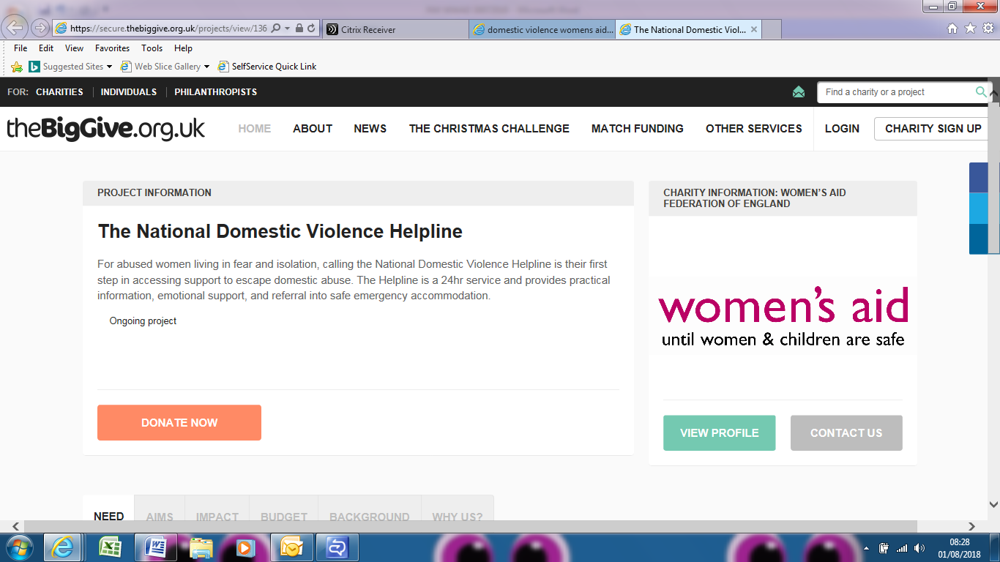 https://secure.thebiggive.org.uk/projects/view/136
Citrix Receiver
domestic violence womens aid...
The National Domestic Viol...
File Edit View Favorites Tools Help
Suggested Sites
Web Slice Gallery
SelfService Quick Link
FOR: CHARITIES | INDIVIDUALS | PHILANTHROPISTS
Find a charity or a project
theBigGive.org.uk
HOME ABOUT NEWS THE CHRISTMAS CHALLENGE MATCH FUNDING OTHER SERVICES LOGIN CHARITY SIGN UP
PROJECT INFORMATION
The National Domestic Violence Helpline
For abused women living in fear and isolation, calling the National Domestic Violence Helpline is their first
step in accessing support to escape domestic abuse. The Helpline is a 24hr service and provides practical
information, emotional support, and referral into safe emergency accommodation.
Ongoing project
DONATE NOW
CHARITY INFORMATION: WOMEN'S AID
FEDERATION OF ENGLAND
women's aid
until women & children are safe
VIEW PROFILE
CONTACT US
NEED AIMS IMPACT BUDGET BACKGROUND WHY US?
08:28
01/08/2018